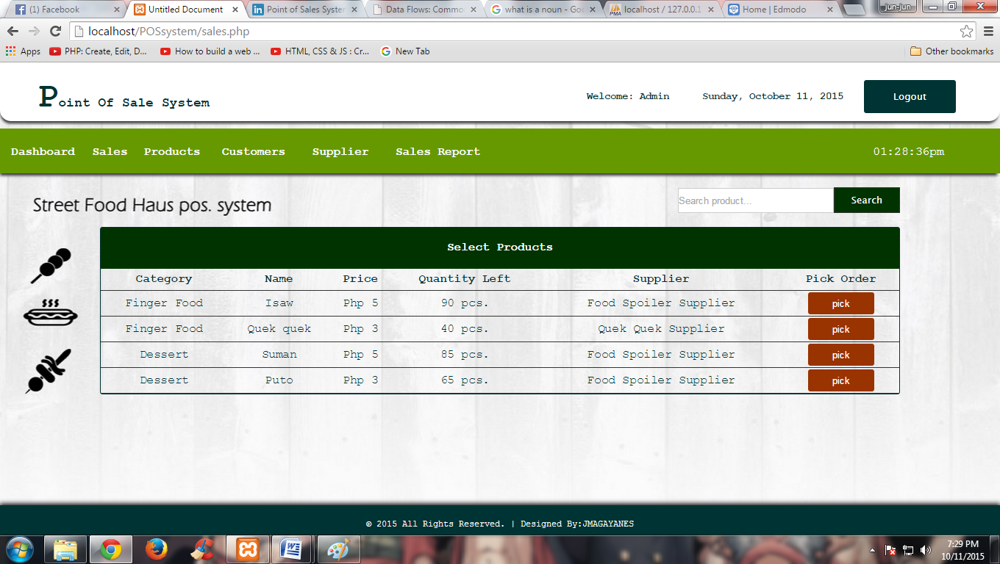 (1) Facebook Untitled Document Point of Sales Syster Data Flows: Commo what is a noun - Goo localhost / 127.0.0.1 Home | Edmodo jun-jun
localhost/POSsystem/sales.php
Apps PHP: Create, Edit, D... How to build a web ... HTML, CSS & JS : Cr... New Tab Other bookmarks
Point Of Sale System Welcome: Admin Sunday, October 11, 2015 Logout
Dashboard Sales Products Customers Supplier Sales Report 01:28:36pm
Street Food Haus pos. system Search product... Search
Select Products
Category Name Price Quantity Left Supplier Pick Order
Finger Food Isaw Php 5 90 pcs. Food Spoiler Supplier pick
Finger Food Quek quek Php 3 40 pcs. Quek Quek Supplier pick
Dessert Suman Php 5 85 pcs. Food Spoiler Supplier pick
Dessert Puto Php 3 65 pcs. Food Spoiler Supplier pick
© 2015 All Rights Reserved. | Designed By:JMAGAYANES
7:29 PM
10/11/2015